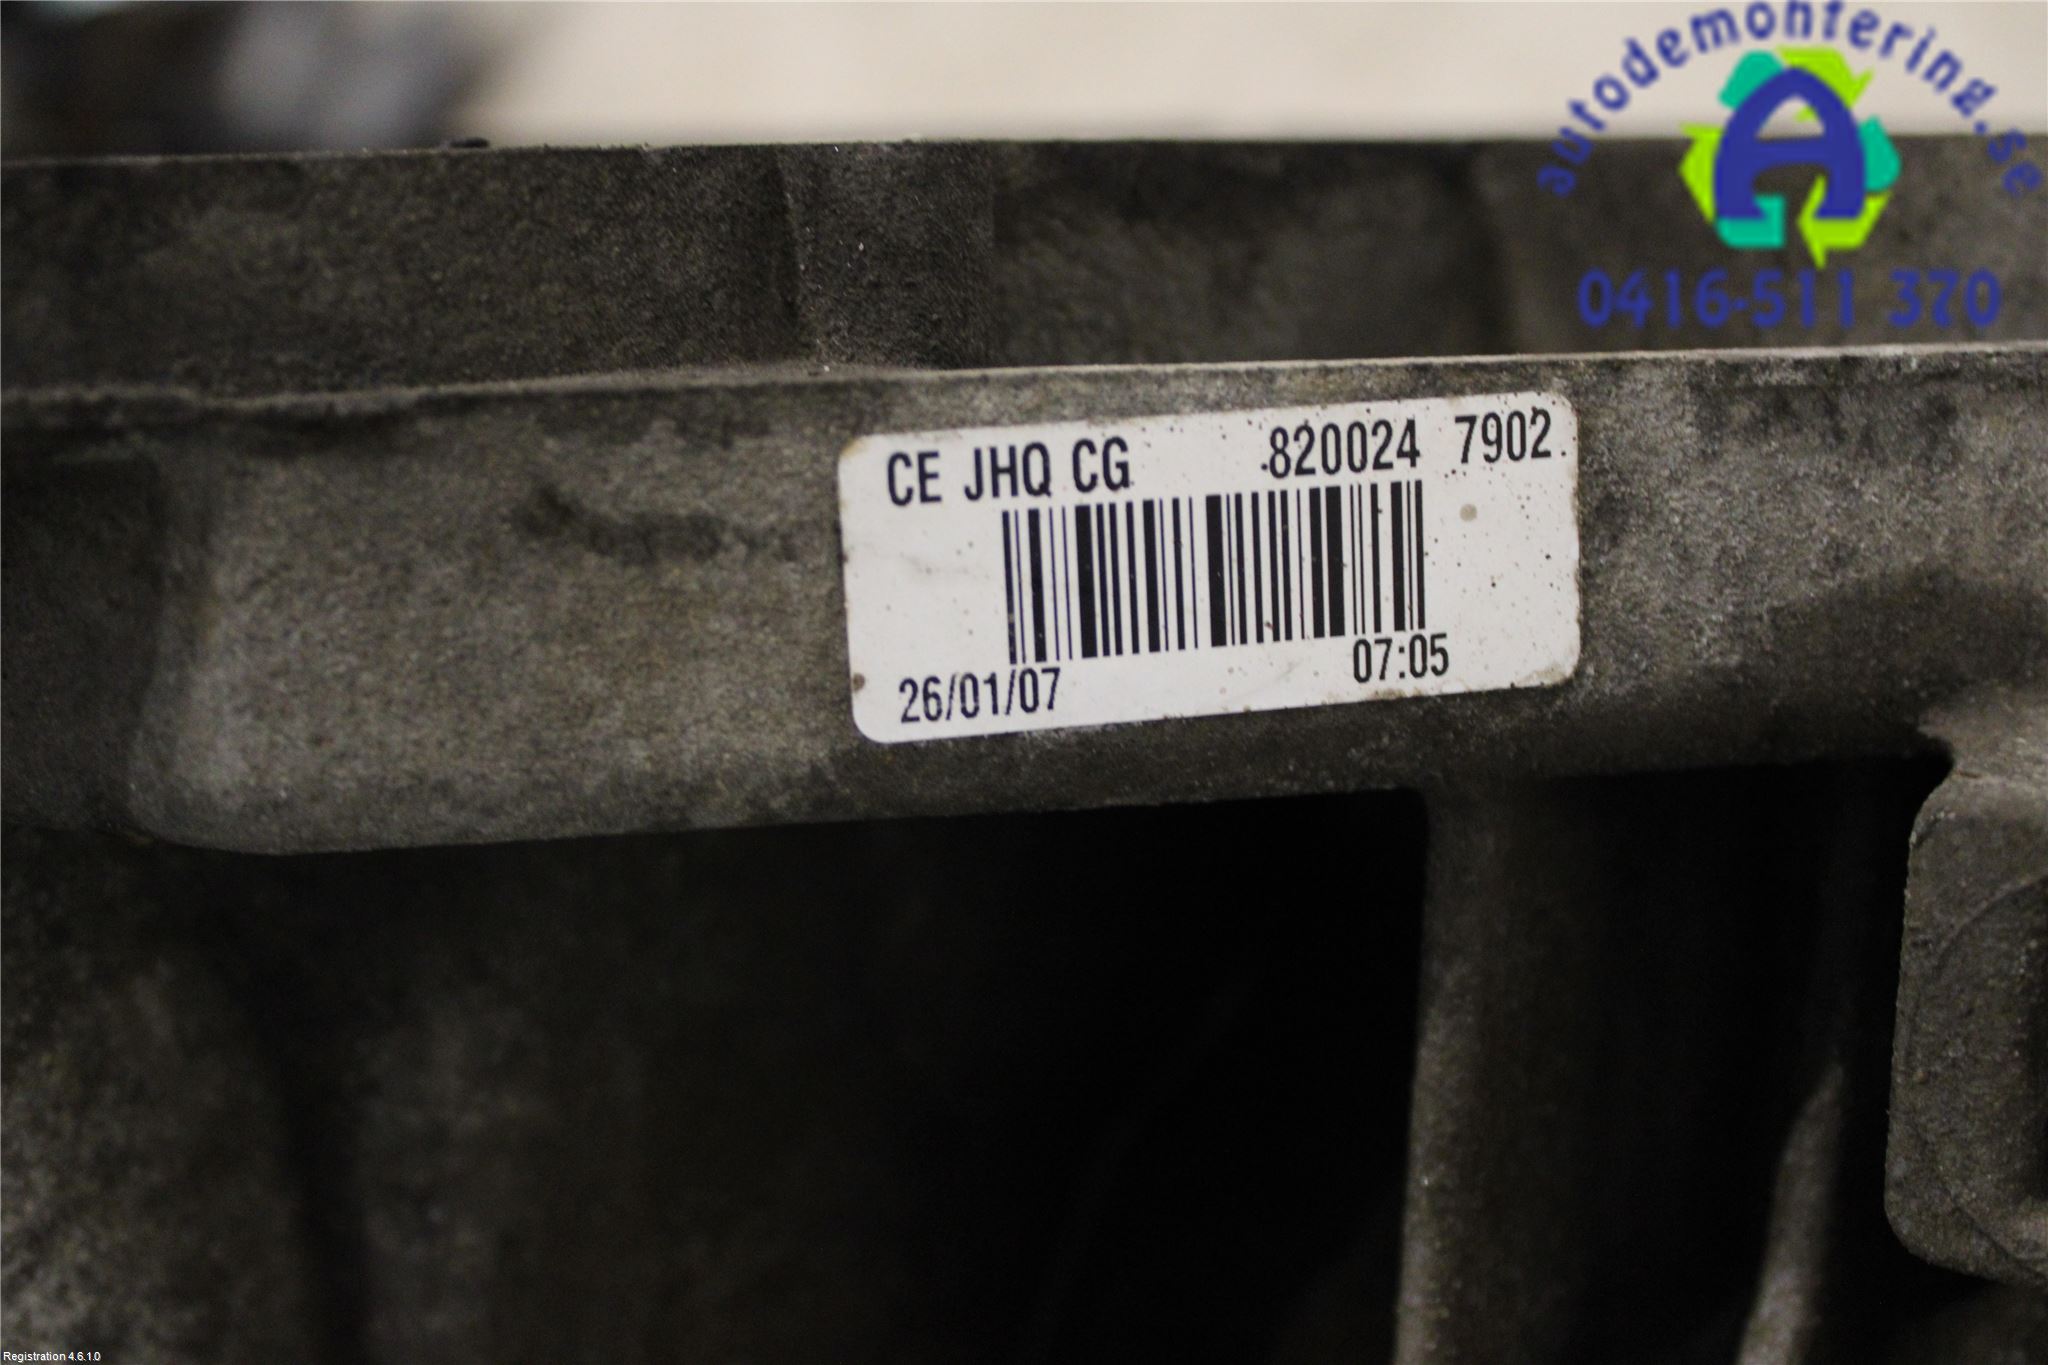 autodemontering.se
A
0416-511 370
CE JHQ CG 820024 7902
26/01/07 07:05
Registration 4.6.1.0